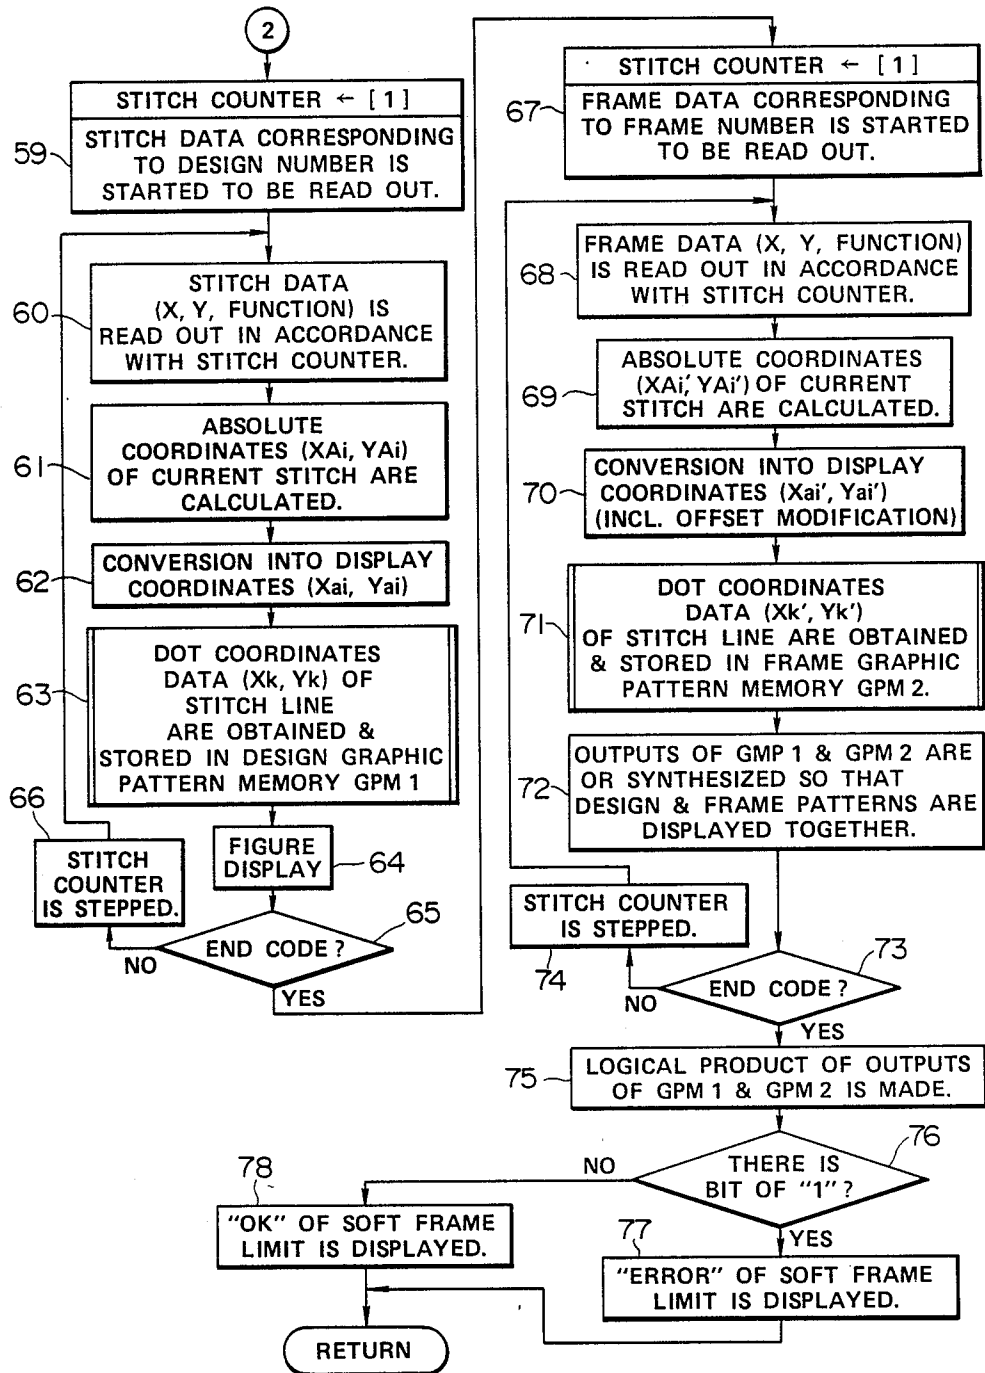 2
STITCH COUNTER ← [1]
59
STITCH DATA CORRESPONDING
TO DESIGN NUMBER IS
STARTED TO BE READ OUT.
60
STITCH DATA
(X, Y, FUNCTION) IS
READ OUT IN ACCORDANCE
WITH STITCH COUNTER.
61
ABSOLUTE
COORDINATES (XAi, YAi)
OF CURRENT STITCH ARE
CALCULATED.
62
CONVERSION INTO DISPLAY
COORDINATES (Xai, Yai)
63
DOT COORDINATES
DATA (Xk, Yk) OF
STITCH LINE
ARE OBTAINED &
STORED IN DESIGN GRAPHIC
PATTERN MEMORY GPM 1
66
STITCH
COUNTER
IS STEPPED.
FIGURE
DISPLAY
64
65
END CODE?
NO
YES
STITCH COUNTER ← [1]
67
FRAME DATA CORRESPONDING
TO FRAME NUMBER IS STARTED
TO BE READ OUT.
68
FRAME DATA (X, Y, FUNCTION)
IS READ OUT IN ACCORDANCE
WITH STITCH COUNTER.
69
ABSOLUTE COORDINATES
(XAi,' YAi') OF CURRENT
STITCH ARE CALCULATED.
70
CONVERSION INTO DISPLAY
COORDINATES (Xai', Yai')
(INCL. OFFSET MODIFICATION)
71
DOT COORDINATES
DATA (Xk', Yk')
OF STITCH LINE ARE OBTAINED
& STORED IN FRAME GRAPHIC
PATTERN MEMORY GPM 2.
72
OUTPUTS OF GMP 1 & GPM 2 ARE
OR SYNTHESIZED SO THAT
DESIGN & FRAME PATTERNS ARE
DISPLAYED TOGETHER.
STITCH COUNTER
IS STEPPED.
74
73
END CODE?
NO
YES
75
LOGICAL PRODUCT OF OUTPUTS
OF GPM 1 & GPM 2 IS MADE.
76
THERE IS
BIT OF "1"?
NO
YES
78
"OK" OF SOFT FRAME
LIMIT IS DISPLAYED.
77
"ERROR" OF SOFT FRAME
LIMIT IS DISPLAYED.
RETURN